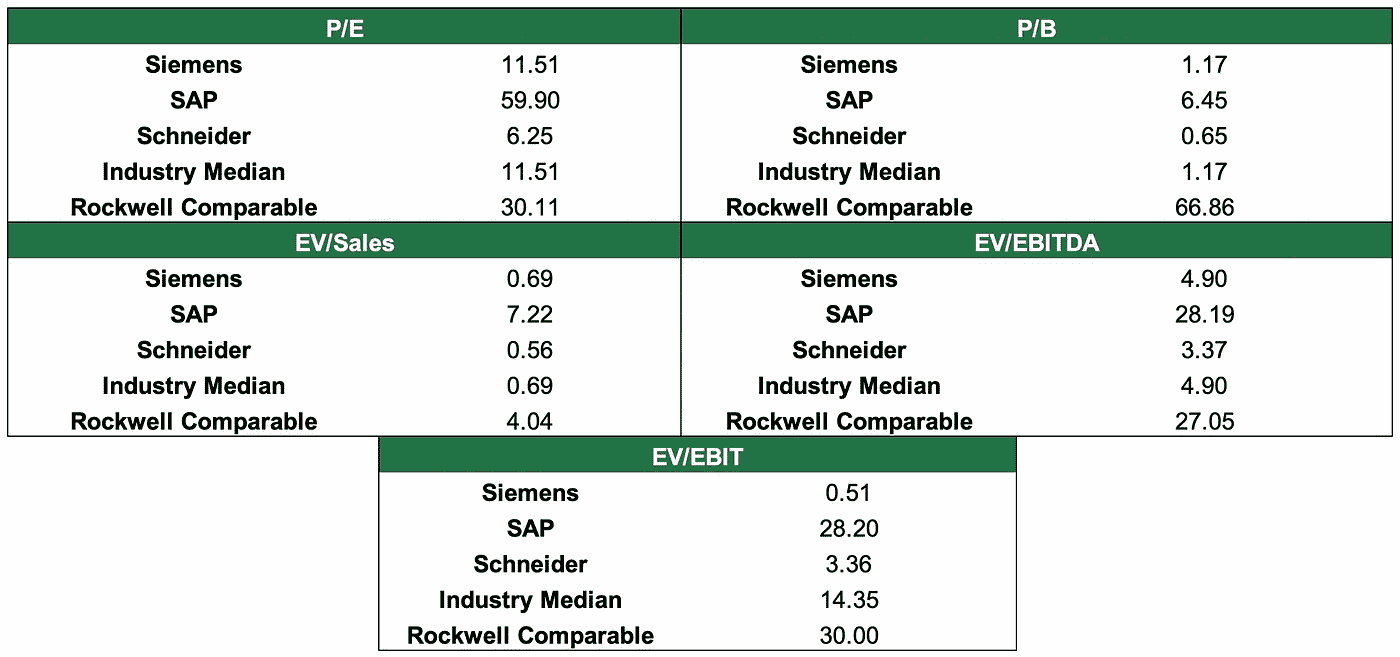 P/E
Siemens 11.51
SAP 59.90
Schneider 6.25
Industry Median 11.51
Rockwell Comparable 30.11
P/B
Siemens 1.17
SAP 6.45
Schneider 0.65
Industry Median 1.17
Rockwell Comparable 66.86
EV/Sales
Siemens 0.69
SAP 7.22
Schneider 0.56
Industry Median 0.69
Rockwell Comparable 4.04
EV/EBITDA
Siemens 4.90
SAP 28.19
Schneider 3.37
Industry Median 4.90
Rockwell Comparable 27.05
EV/EBIT
Siemens 0.51
SAP 28.20
Schneider 3.36
Industry Median 14.35
Rockwell Comparable 30.00